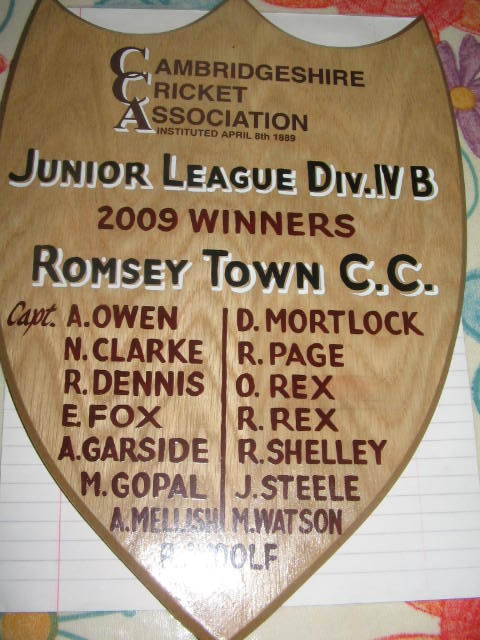 CAMBRIDGESHIRE
CRICKET
ASSOCIATION
INSTITUTED APRIL 8th 1889
JUNIOR LEAGUE DIV. IV B
2009 WINNERS
ROMSEY TOWN C.C.
Capt. A. OWEN
N. CLARKE
R. DENNIS
E. FOX
A. GARSIDE
M. GOPAL
A. MELLISH
D. MORTLOCK
R. PAGE
O. REX
R. REX
R. SHELLEY
J. STEELE
M. WATSON